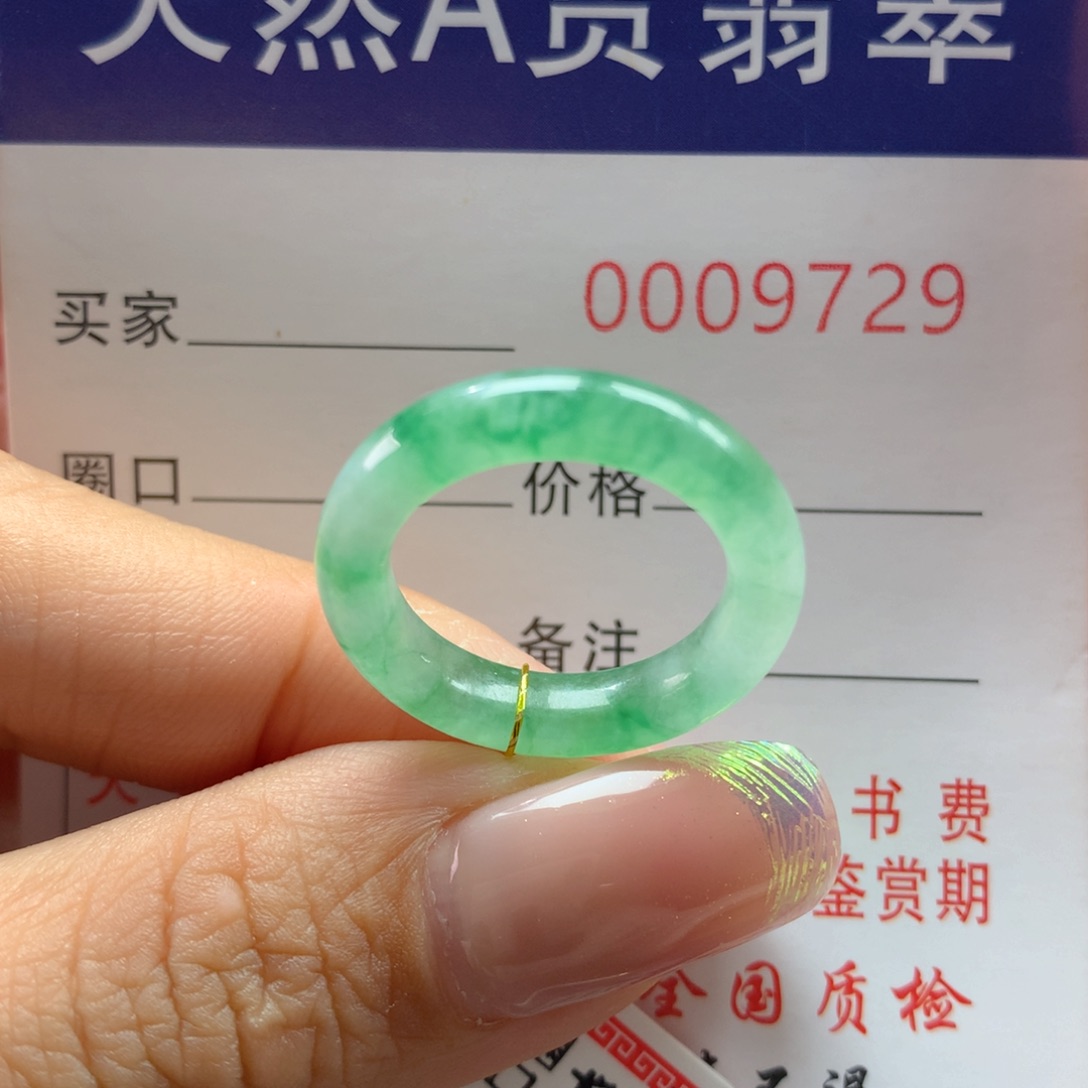 天然A货翡翠
买家
0009729
圈口
价格
备注
书费
鉴赏期
全国质检